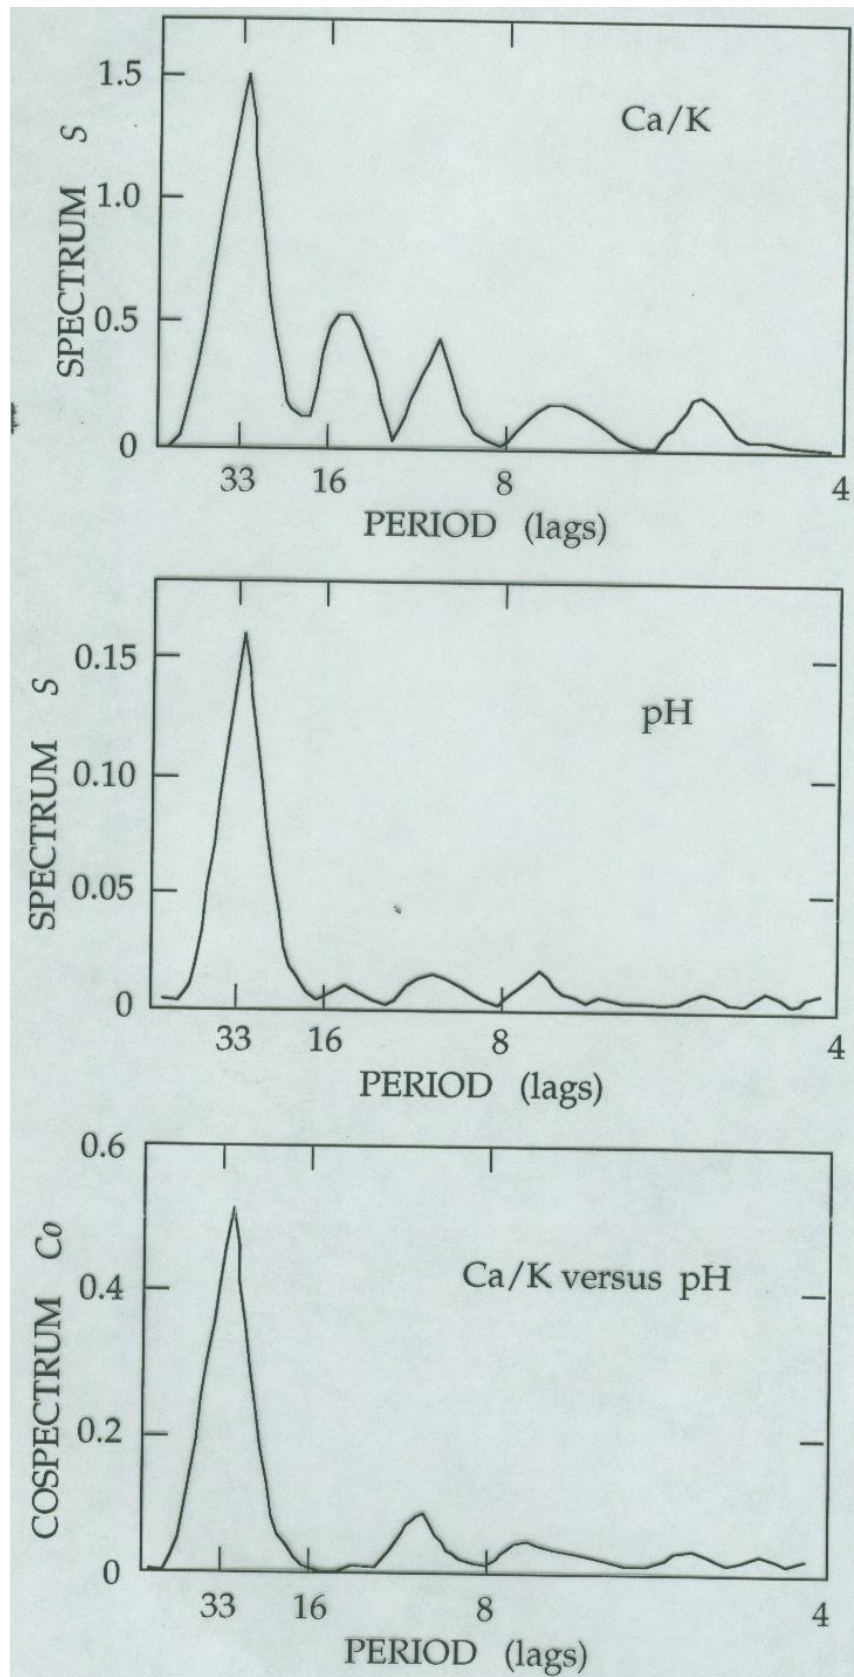 1.5
Ca/K
1.0
SPECTRUM S
0.5
0
33 16 8 4
PERIOD (lags)
0.15
pH
0.10
SPECTRUM S
0.05
0
33 16 8 4
PERIOD (lags)
0.6
Ca/K versus pH
0.4
COSPECTRUM Co
0.2
0
33 16 8 4
PERIOD (lags)